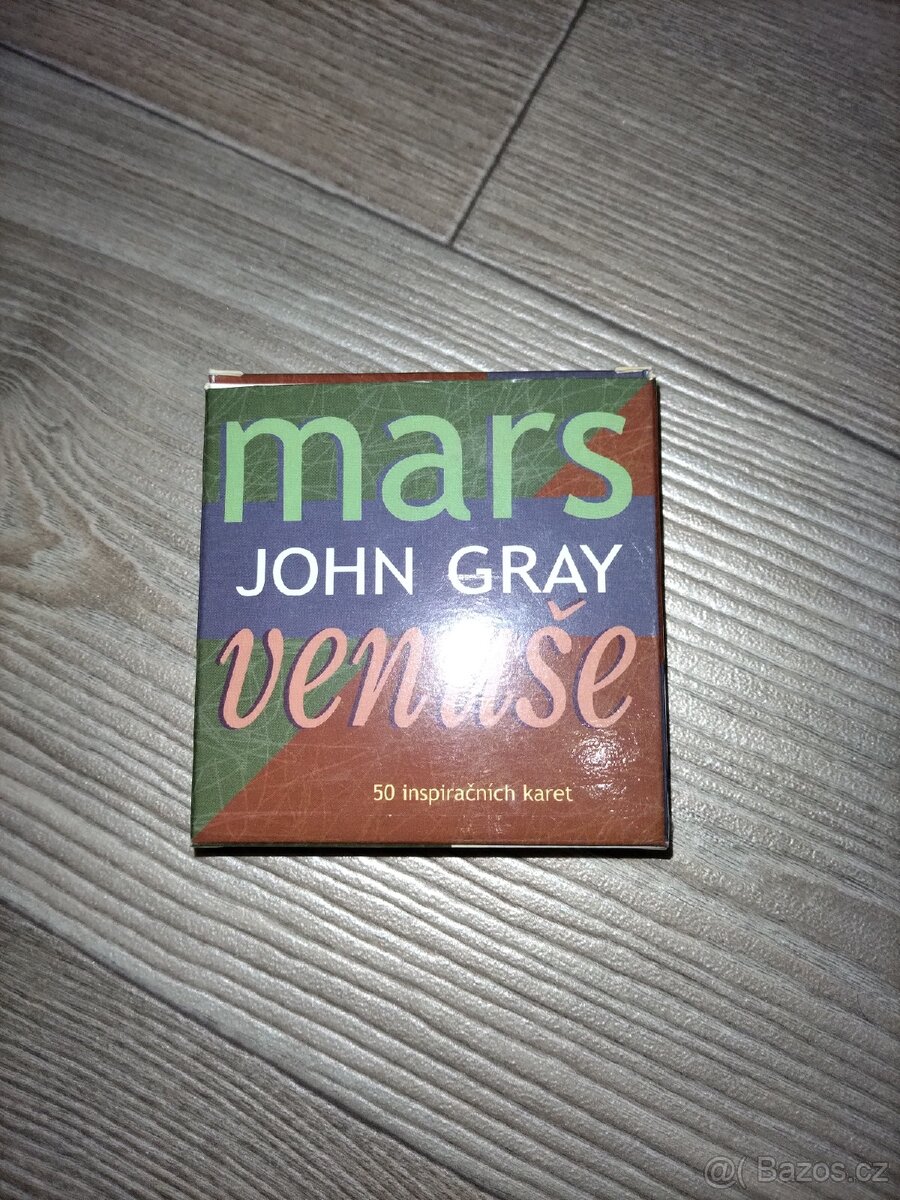 mars
JOHN GRAY
venuše
50 inspiračních karet
@( Bazos.cz